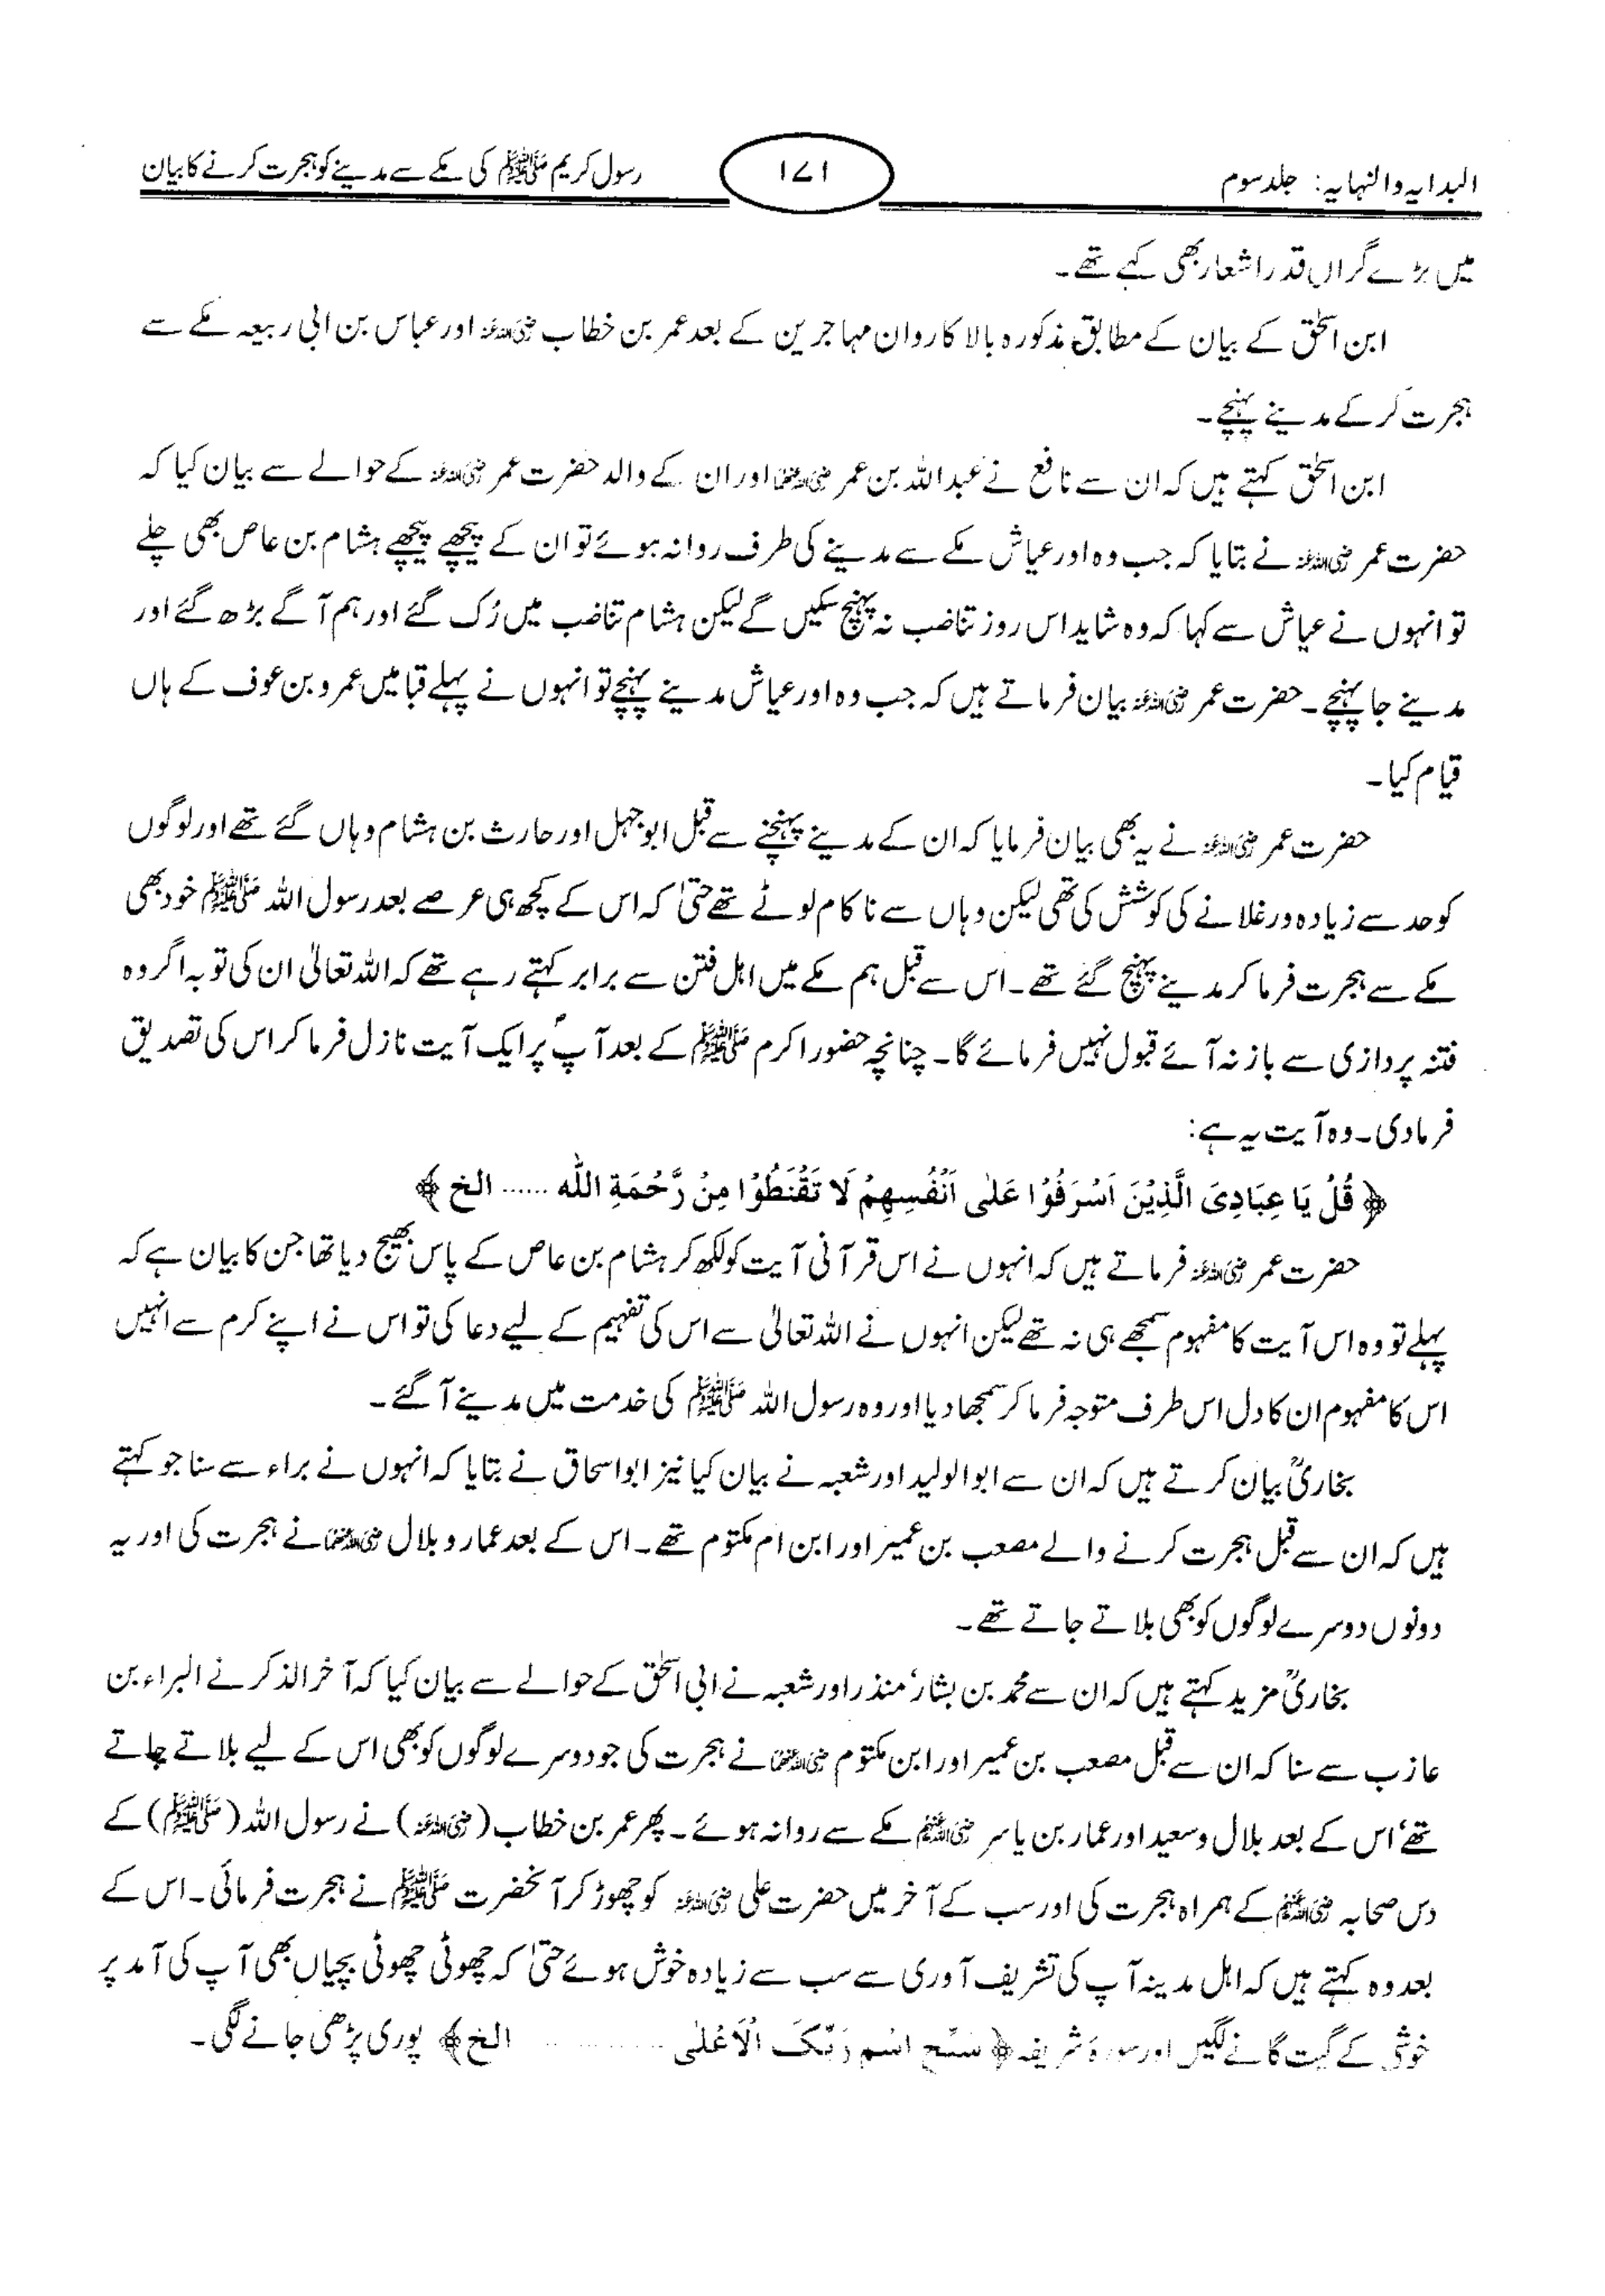 البدایہ والنہایہ: جلد سوم
۱۷۱
رسول کریم ﷺ کی مکے سے مدینے کو ہجرت کرنے کا بیان
میں بڑے گراں قدر اشعار بھی کہے تھے۔
ابن اسحٰق کے بیان کے مطابق مذکورہ بالا کاروان مہاجرین کے بعد عمر بن خطاب رضی اللہ عنہ اور عباس بن ابی ربیعہ مکے سے
ہجرت کر کے مدینے پہنچے۔
ابن اسحٰق کہتے ہیں کہ ان سے نافع نے عبداللہ بن عمر رضی اللہ عنہما اور ان کے والد حضرت عمر رضی اللہ عنہ کے حوالے سے بیان کیا کہ
حضرت عمر رضی اللہ عنہ نے بتایا کہ جب وہ اور عیاش مکے سے مدینے کی طرف روانہ ہوئے تو ان کے پیچھے پیچھے ہشام بن عاص بھی چلے
تو انہوں نے عیاش سے کہا کہ وہ شاید اس روز تناضب نہ پہنچ سکیں گے لیکن ہشام تناضب میں رُک گئے اور ہم آگے بڑھ گئے اور
مدینے جا پہنچے۔ حضرت عمر رضی اللہ عنہ بیان فرماتے ہیں کہ جب وہ اور عیاش مدینے پہنچے تو انہوں نے پہلے قبا میں عمرو بن عوف کے ہاں
قیام کیا۔
حضرت عمر رضی اللہ عنہ نے یہ بھی بیان فرمایا کہ ان کے مدینے پہنچنے سے قبل ابوجہل اور حارث بن ہشام وہاں گئے تھے اور لوگوں
کو حد سے زیادہ ورغلانے کی کوشش کی تھی لیکن وہاں سے ناکام لوٹے تھے حتیٰ کہ اس کے کچھ ہی عرصے بعد رسول اللہ ﷺ خود بھی
مکے سے ہجرت فرما کر مدینے پہنچ گئے تھے۔ اس سے قبل ہم مکے میں اہل فتن سے برابر کہتے رہے تھے کہ اللہ تعالیٰ ان کی توبہ اگر وہ
فتنہ پردازی سے باز نہ آئے قبول نہیں فرمائے گا۔ چنانچہ حضور اکرم ﷺ کے بعد آپؐ پر ایک آیت نازل فرما کر اس کی تصدیق
فرما دی۔ وہ آیت یہ ہے:
﴿ قُلْ يَا عِبَادِىَ الَّذِيْنَ اَسْرَفُوْا عَلٰى اَنْفُسِهِمْ لَا تَقْنَطُوْا مِنْ رَّحْمَةِ اللّٰه ...... الخ ﴾
حضرت عمر رضی اللہ عنہ فرماتے ہیں کہ انہوں نے اس قرآنی آیت کو لکھ کر ہشام بن عاص کے پاس بھیج دیا تھا جن کا بیان ہے کہ
پہلے تو وہ اس آیت کا مفہوم سمجھے ہی نہ تھے لیکن انہوں نے اللہ تعالیٰ سے اس کی تفہیم کے لیے دعا کی تو اس نے اپنے کرم سے انہیں
اس کا مفہوم ان کا دل اس طرف متوجہ فرما کر سمجھا دیا اور وہ رسول اللہ ﷺ کی خدمت میں مدینے آ گئے۔
بخاریؒ بیان کرتے ہیں کہ ان سے ابوالولید اور شعبہ نے بیان کیا نیز ابواسحاق نے بتایا کہ انہوں نے براء سے سنا جو کہتے
ہیں کہ ان سے قبل ہجرت کرنے والے مصعب بن عمیر اور ابن ام مکتوم تھے۔ اس کے بعد عمار و بلال رضی اللہ عنہما نے ہجرت کی اور یہ
دونوں دوسرے لوگوں کو بھی بلاتے جاتے تھے۔
بخاریؒ مزید کہتے ہیں کہ ان سے محمد بن بشار' منذر اور شعبہ نے ابی اسحٰق کے حوالے سے بیان کیا کہ آخر الذکر نے البراء بن
عازب سے سنا کہ ان سے قبل مصعب بن عمیر اور ابن مکتوم رضی اللہ عنہما نے ہجرت کی جو دوسرے لوگوں کو بھی اس کے لیے بلاتے جاتے
تھے' اس کے بعد بلال و سعید اور عمار بن یاسر رضی اللہ عنہم مکے سے روانہ ہوئے۔ پھر عمر بن خطاب (رضی اللہ عنہ) نے رسول اللہ (ﷺ) کے
دس صحابہ رضی اللہ عنہم کے ہمراہ ہجرت کی اور سب کے آخر میں حضرت علی رضی اللہ عنہ کو چھوڑ کر آنحضرت ﷺ نے ہجرت فرمائی۔ اس کے
بعد وہ کہتے ہیں کہ اہل مدینہ آپ کی تشریف آوری سے سب سے زیادہ خوش ہوئے حتیٰ کہ چھوٹی چھوٹی بچیاں بھی آپ کی آمد پر
خوشی کے گیت گانے لگیں اور سورۂ شریفہ ﴿ سَبِّحِ اسْمَ رَبِّكَ الْاَعْلٰى ............ الخ ﴾ پوری پڑھی جانے لگی۔